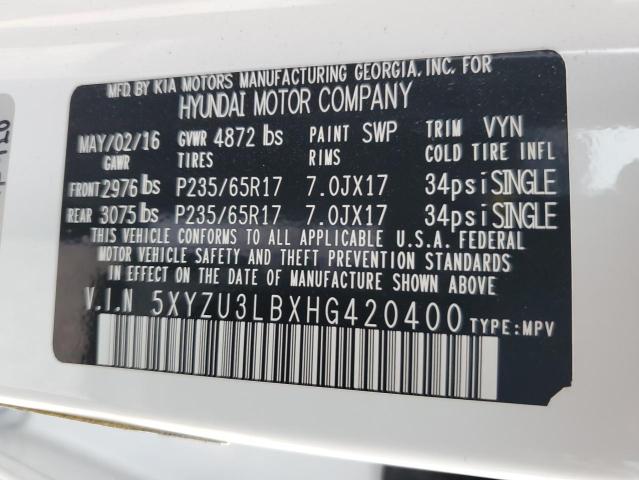 MFD. BY KIA MOTORS MANUFACTURING GEORGIA, INC. FOR
HYUNDAI MOTOR COMPANY
MAY/02/16 GVWR 4872 lbs PAINT SWP TRIM VYN
GAWR TIRES RIMS COLD TIRE INFL
FRONT 2976 lbs P235/65R17 7.0JX17 34psi SINGLE
REAR 3075 lbs P235/65R17 7.0JX17 34psi SINGLE
THIS VEHICLE CONFORMS TO ALL APPLICABLE U.S.A. FEDERAL
MOTOR VEHICLE SAFETY AND THEFT PREVENTION STANDARDS
IN EFFECT ON THE DATE OF MANUFACTURE SHOWN ABOVE
V.I.N 5XYZU3LBXHG420400 TYPE:MPV